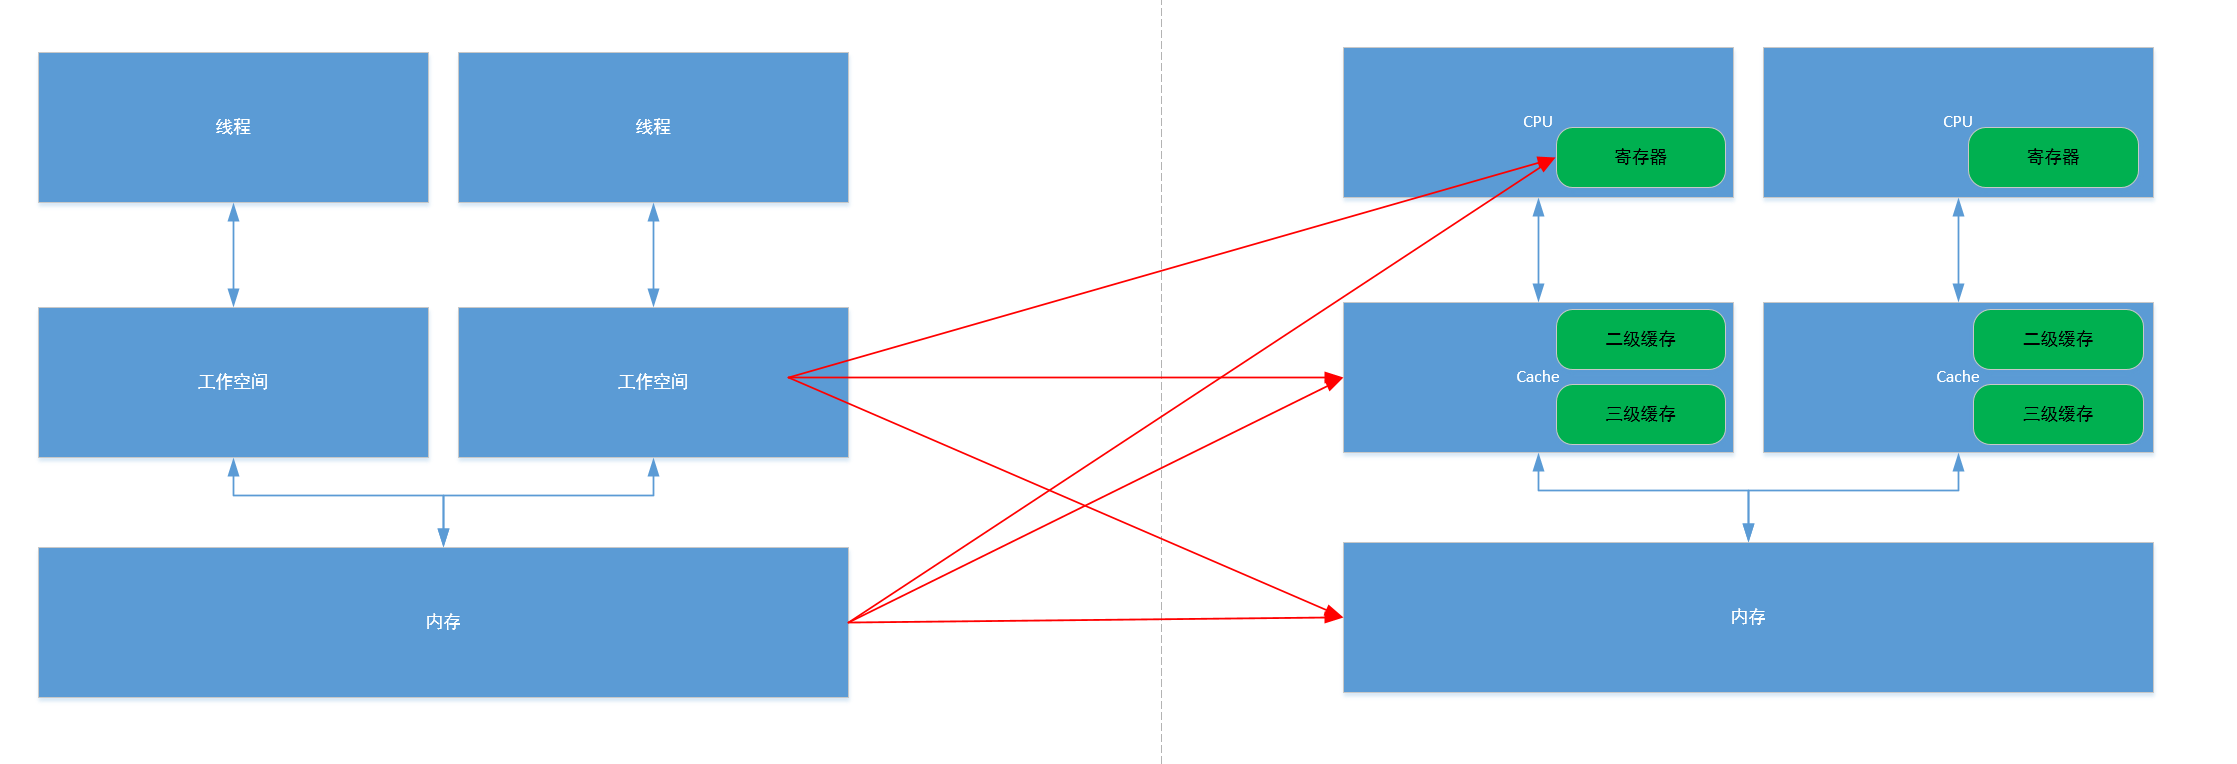 线程
线程
工作空间
工作空间
内存
CPU
寄存器
CPU
寄存器
二级缓存
Cache
三级缓存
二级缓存
Cache
三级缓存
内存